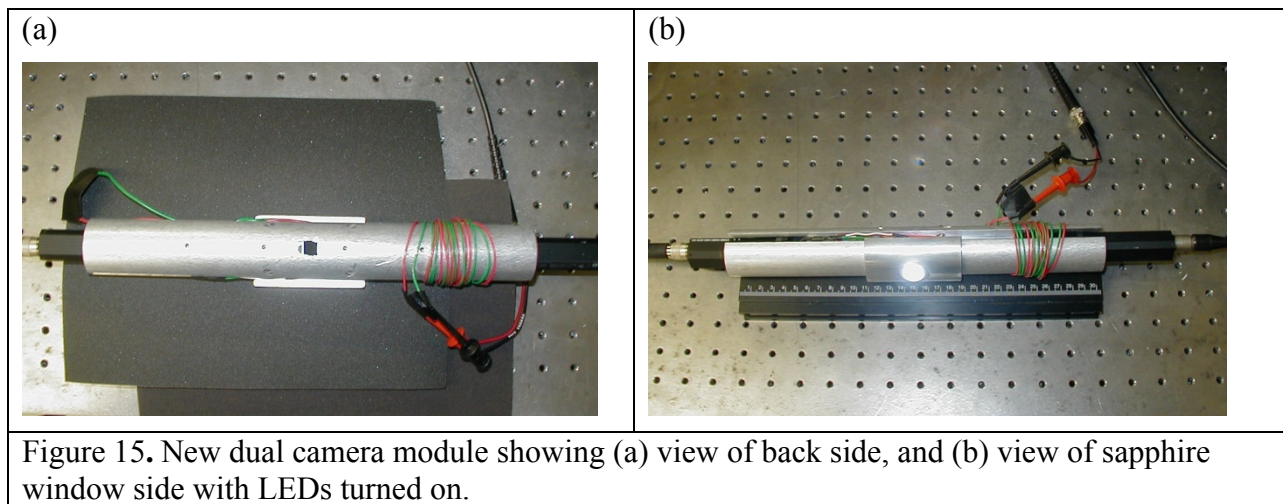 (a)
(b)
Figure 15. New dual camera module showing (a) view of back side, and (b) view of sapphire
window side with LEDs turned on.